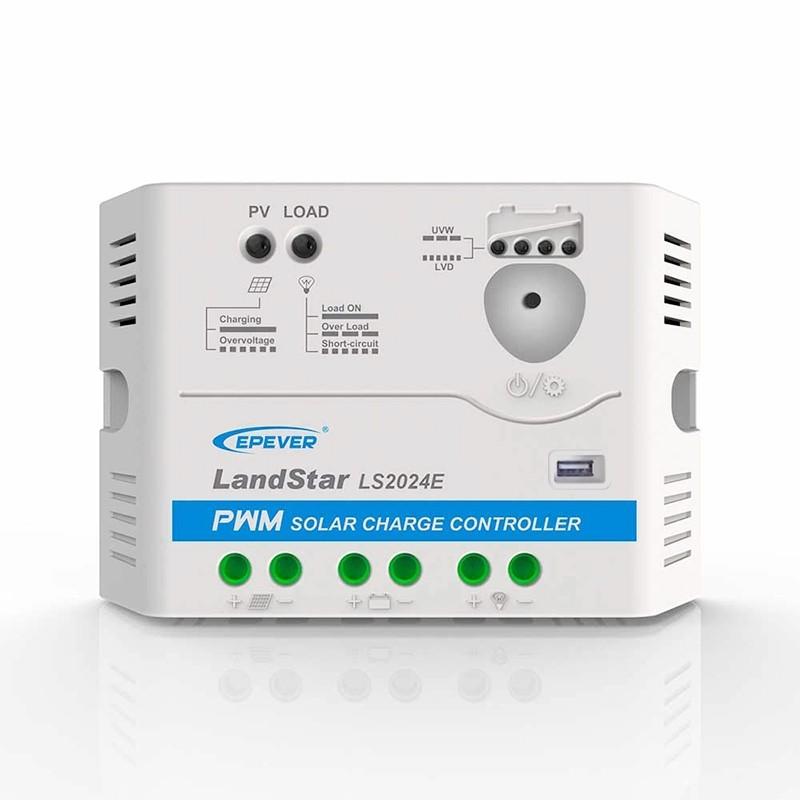 PV LOAD
UVW
LVD
Charging
Overvoltage
Load ON
Over Load
Short-circuit
EPEVER®
LandStar LS2024E
PWM SOLAR CHARGE CONTROLLER
+ − + − + −